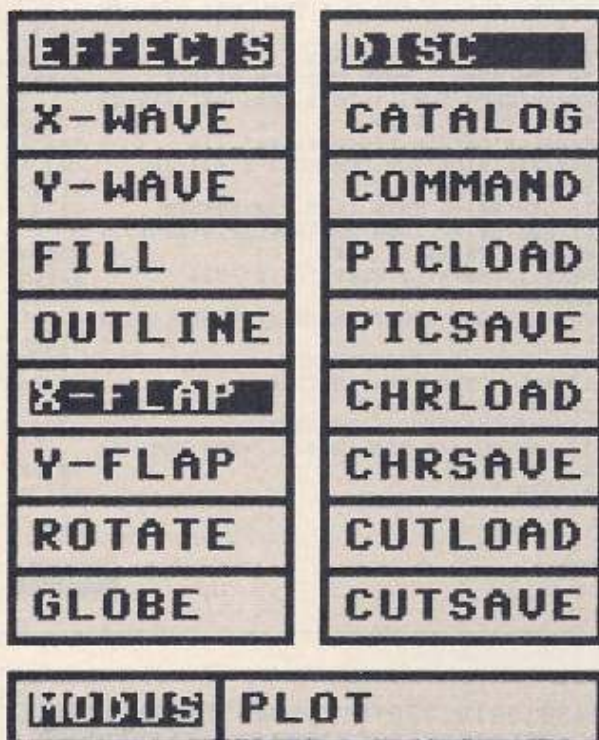 EFFECTS
X-WAVE
Y-WAVE
FILL
OUTLINE
X-FLAP
Y-FLAP
ROTATE
GLOBE
DISC
CATALOG
COMMAND
PICLOAD
PICSAVE
CHRLOAD
CHRSAVE
CUTLOAD
CUTSAVE
MODUS PLOT